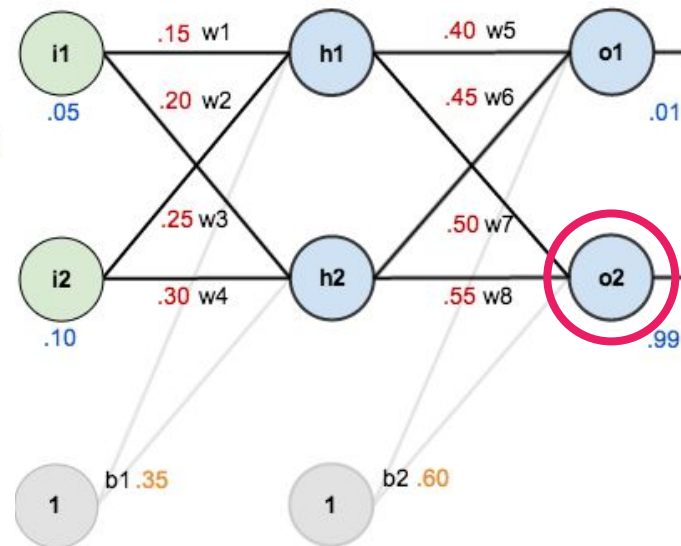 i1 .15 w1 h1 .40 w5 o1
.05 .20 w2 .45 w6 .01
.25 w3 .50 w7
i2 .30 w4 h2 .55 w8 o2
.10 .99
1 b1 .35 1 b2 .60